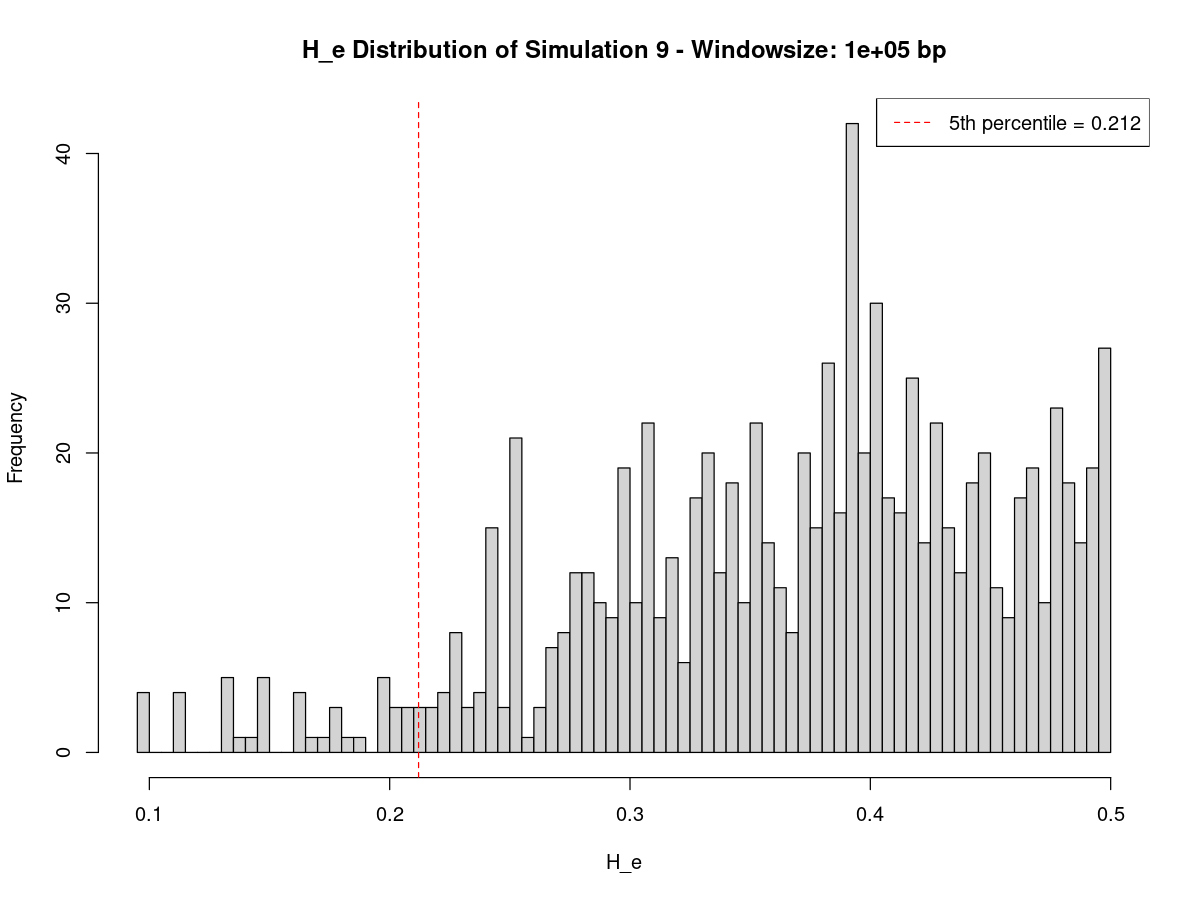 H_e Distribution of Simulation 9 - Windowsize: 1e+05 bp
5th percentile = 0.212
Frequency
40
30
20
10
0
0.1 0.2 0.3 0.4 0.5
H_e